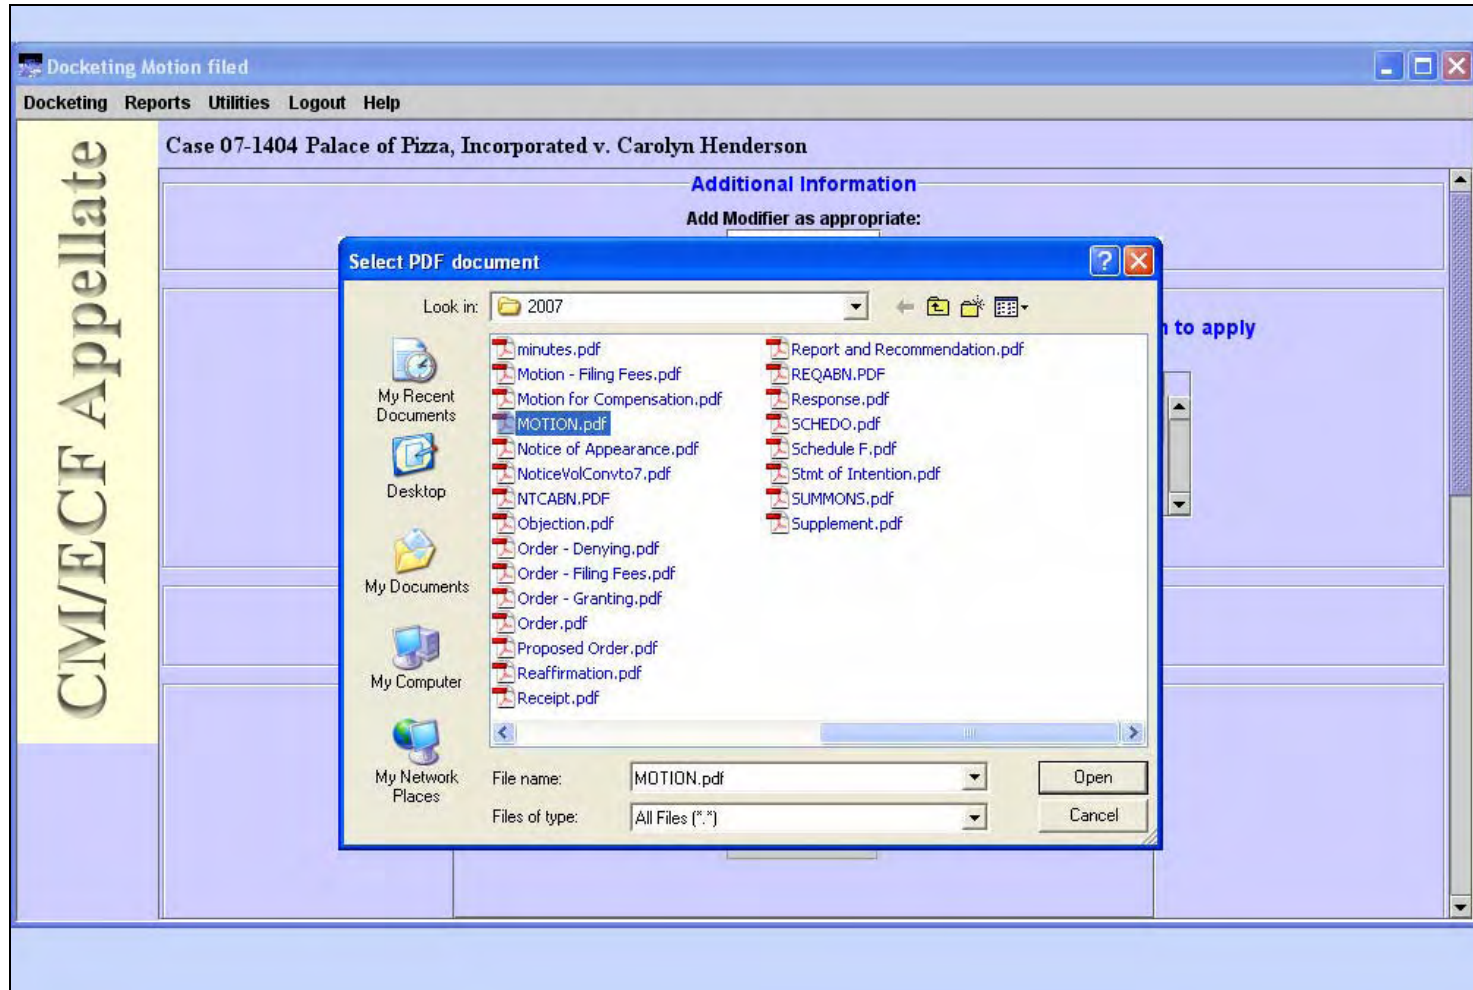 Docketing Motion filed
Docketing Reports Utilities Logout Help
CM/ECF Appellate
Case 07-1404 Palace of Pizza, Incorporated v. Carolyn Henderson
Additional Information
Add Modifier as appropriate:
to apply
Select PDF document
Look in: 2007
My Recent Documents
Desktop
My Documents
My Computer
My Network Places
minutes.pdf
Motion - Filing Fees.pdf
Motion for Compensation.pdf
MOTION.pdf
Notice of Appearance.pdf
NoticeVolConvto7.pdf
NTCABN.PDF
Objection.pdf
Order - Denying.pdf
Order - Filing Fees.pdf
Order - Granting.pdf
Order.pdf
Proposed Order.pdf
Reaffirmation.pdf
Receipt.pdf
Report and Recommendation.pdf
REQABN.PDF
Response.pdf
SCHEDO.pdf
Schedule F.pdf
Stmt of Intention.pdf
SUMMONS.pdf
Supplement.pdf
File name: MOTION.pdf
Open
Files of type: All Files (*.*)
Cancel